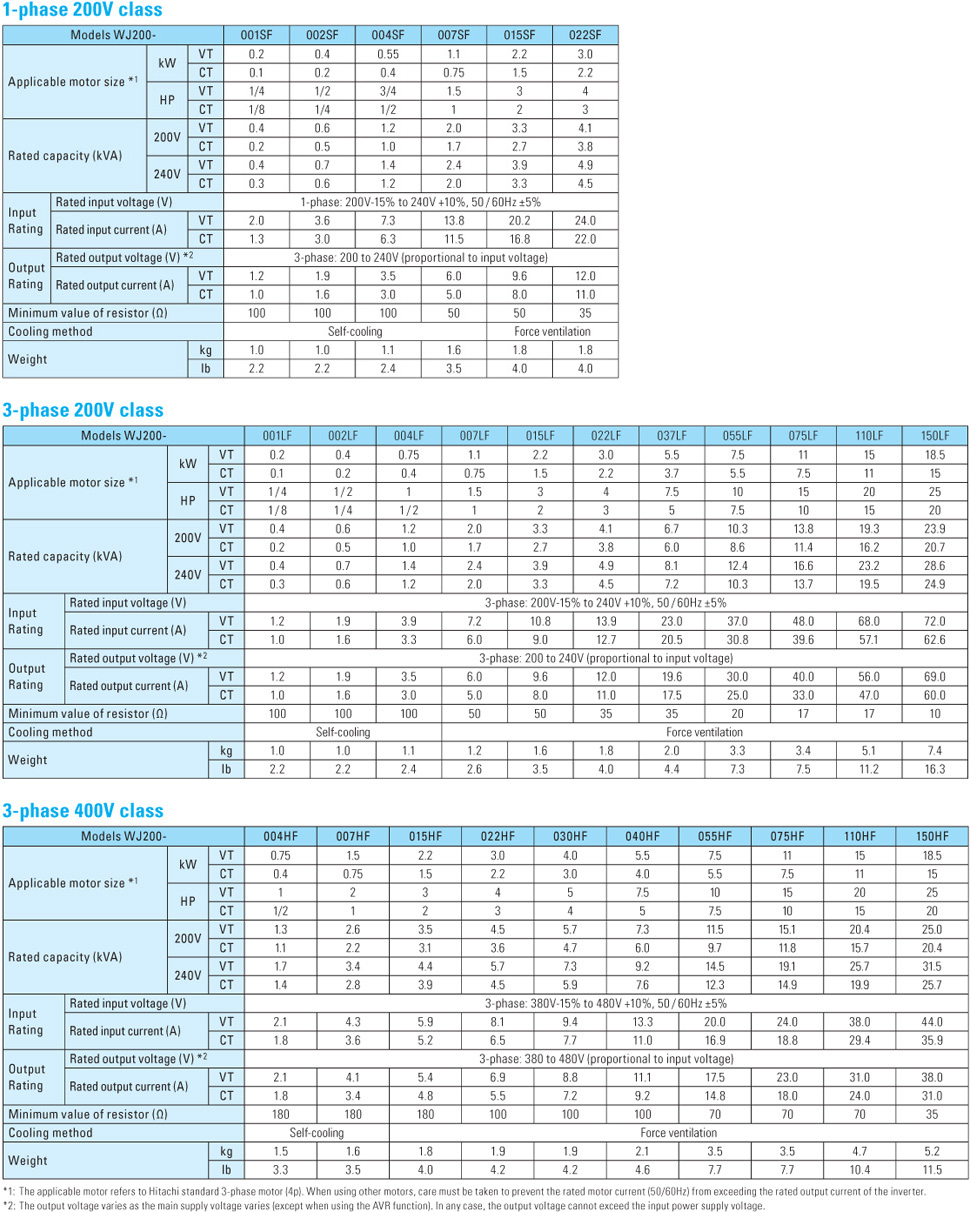 1-phase 200V class
Models WJ200- 001SF 002SF 004SF 007SF 015SF 022SF
Applicable motor size *1 kW VT 0.2 0.4 0.55 1.1 2.2 3.0
CT 0.1 0.2 0.4 0.75 1.5 2.2
HP VT 1/4 1/2 3/4 1.5 3 4
CT 1/8 1/4 1/2 1 2 3
Rated capacity (kVA) 200V VT 0.4 0.6 1.2 2.0 3.3 4.1
CT 0.2 0.5 1.0 1.7 2.7 3.8
240V VT 0.4 0.7 1.4 2.4 3.9 4.9
CT 0.3 0.6 1.2 2.0 3.3 4.5
Input Rating Rated input voltage (V) 1-phase: 200V-15% to 240V +10%, 50 / 60Hz ±5%
Rated input current (A) VT 2.0 3.6 7.3 13.8 20.2 24.0
CT 1.3 3.0 6.3 11.5 16.8 22.0
Output Rating Rated output voltage (V) *2 3-phase: 200 to 240V (proportional to input voltage)
Rated output current (A) VT 1.2 1.9 3.5 6.0 9.6 12.0
CT 1.0 1.6 3.0 5.0 8.0 11.0
Minimum value of resistor (Ω) 100 100 100 50 50 35
Cooling method Self-cooling Force ventilation
Weight kg 1.0 1.0 1.1 1.6 1.8 1.8
lb 2.2 2.2 2.4 3.5 4.0 4.0
3-phase 200V class
Models WJ200- 001LF 002LF 004LF 007LF 015LF 022LF 037LF 055LF 075LF 110LF 150LF
Applicable motor size *1 kW VT 0.2 0.4 0.75 1.1 2.2 3.0 5.5 7.5 11 15 18.5
CT 0.1 0.2 0.4 0.75 1.5 2.2 3.7 5.5 7.5 11 15
HP VT 1/4 1/2 1 1.5 3 4 7.5 10 15 20 25
CT 1/8 1/4 1/2 1 2 3 5 7.5 10 15 20
Rated capacity (kVA) 200V VT 0.4 0.6 1.2 2.0 3.3 4.1 6.7 10.3 13.8 19.3 23.9
CT 0.2 0.5 1.0 1.7 2.7 3.8 6.0 8.6 11.4 16.2 20.7
240V VT 0.4 0.7 1.4 2.4 3.9 4.9 8.1 12.4 16.6 23.2 28.6
CT 0.3 0.6 1.2 2.0 3.3 4.5 7.2 10.3 13.7 19.5 24.9
Input Rating Rated input voltage (V) 3-phase: 200V-15% to 240V +10%, 50 / 60Hz ±5%
Rated input current (A) VT 1.2 1.9 3.9 7.2 10.8 13.9 23.0 37.0 48.0 68.0 72.0
CT 1.0 1.6 3.3 6.0 9.0 12.7 20.5 30.8 39.6 57.1 62.6
Output Rating Rated output voltage (V) *2 3-phase: 200 to 240V (proportional to input voltage)
Rated output current (A) VT 1.2 1.9 3.5 6.0 9.6 12.0 19.6 30.0 40.0 56.0 69.0
CT 1.0 1.6 3.0 5.0 8.0 11.0 17.5 25.0 33.0 47.0 60.0
Minimum value of resistor (Ω) 100 100 100 50 50 35 35 20 17 17 10
Cooling method Self-cooling Force ventilation
Weight kg 1.0 1.0 1.1 1.2 1.6 1.8 2.0 3.3 3.4 5.1 7.4
lb 2.2 2.2 2.4 2.6 3.5 4.0 4.4 7.3 7.5 11.2 16.3
3-phase 400V class
Models WJ200- 004HF 007HF 015HF 022HF 030HF 040HF 055HF 075HF 110HF 150HF
Applicable motor size *1 kW VT 0.75 1.5 2.2 3.0 4.0 5.5 7.5 11 15 18.5
CT 0.4 0.75 1.5 2.2 3.0 4.0 5.5 7.5 11 15
HP VT 1 2 3 4 5 7.5 10 15 20 25
CT 1/2 1 2 3 4 5 7.5 10 15 20
Rated capacity (kVA) 200V VT 1.3 2.6 3.5 4.5 5.7 7.3 11.5 15.1 20.4 25.0
CT 1.1 2.2 3.1 3.6 4.7 6.0 9.7 11.8 15.7 20.4
240V VT 1.7 3.4 4.4 5.7 7.3 9.2 14.5 19.1 25.7 31.5
CT 1.4 2.8 3.9 4.5 5.9 7.6 12.3 14.9 19.9 25.7
Input Rating Rated input voltage (V) 3-phase: 380V-15% to 480V +10%, 50 / 60Hz ±5%
Rated input current (A) VT 2.1 4.3 5.9 8.1 9.4 13.3 20.0 24.0 38.0 44.0
CT 1.8 3.6 5.2 6.5 7.7 11.0 16.9 18.8 29.4 35.9
Output Rating Rated output voltage (V) *2 3-phase: 380 to 480V (proportional to input voltage)
Rated output current (A) VT 2.1 4.1 5.4 6.9 8.8 11.1 17.5 23.0 31.0 38.0
CT 1.8 3.4 4.8 5.5 7.2 9.2 14.8 18.0 24.0 31.0
Minimum value of resistor (Ω) 180 180 180 100 100 100 70 70 70 35
Cooling method Self-cooling Force ventilation
Weight kg 1.5 1.6 1.8 1.9 1.9 2.1 3.5 3.5 4.7 5.2
lb 3.3 3.5 4.0 4.2 4.2 4.6 7.7 7.7 10.4 11.5
*1: The applicable motor refers to Hitachi standard 3-phase motor (4p). When using other motors, care must be taken to prevent the rated motor current (50/60Hz) from exceeding the rated output current of the inverter.
*2: The output voltage varies as the main supply voltage varies (except when using the AVR function). In any case, the output voltage cannot exceed the input power supply voltage.